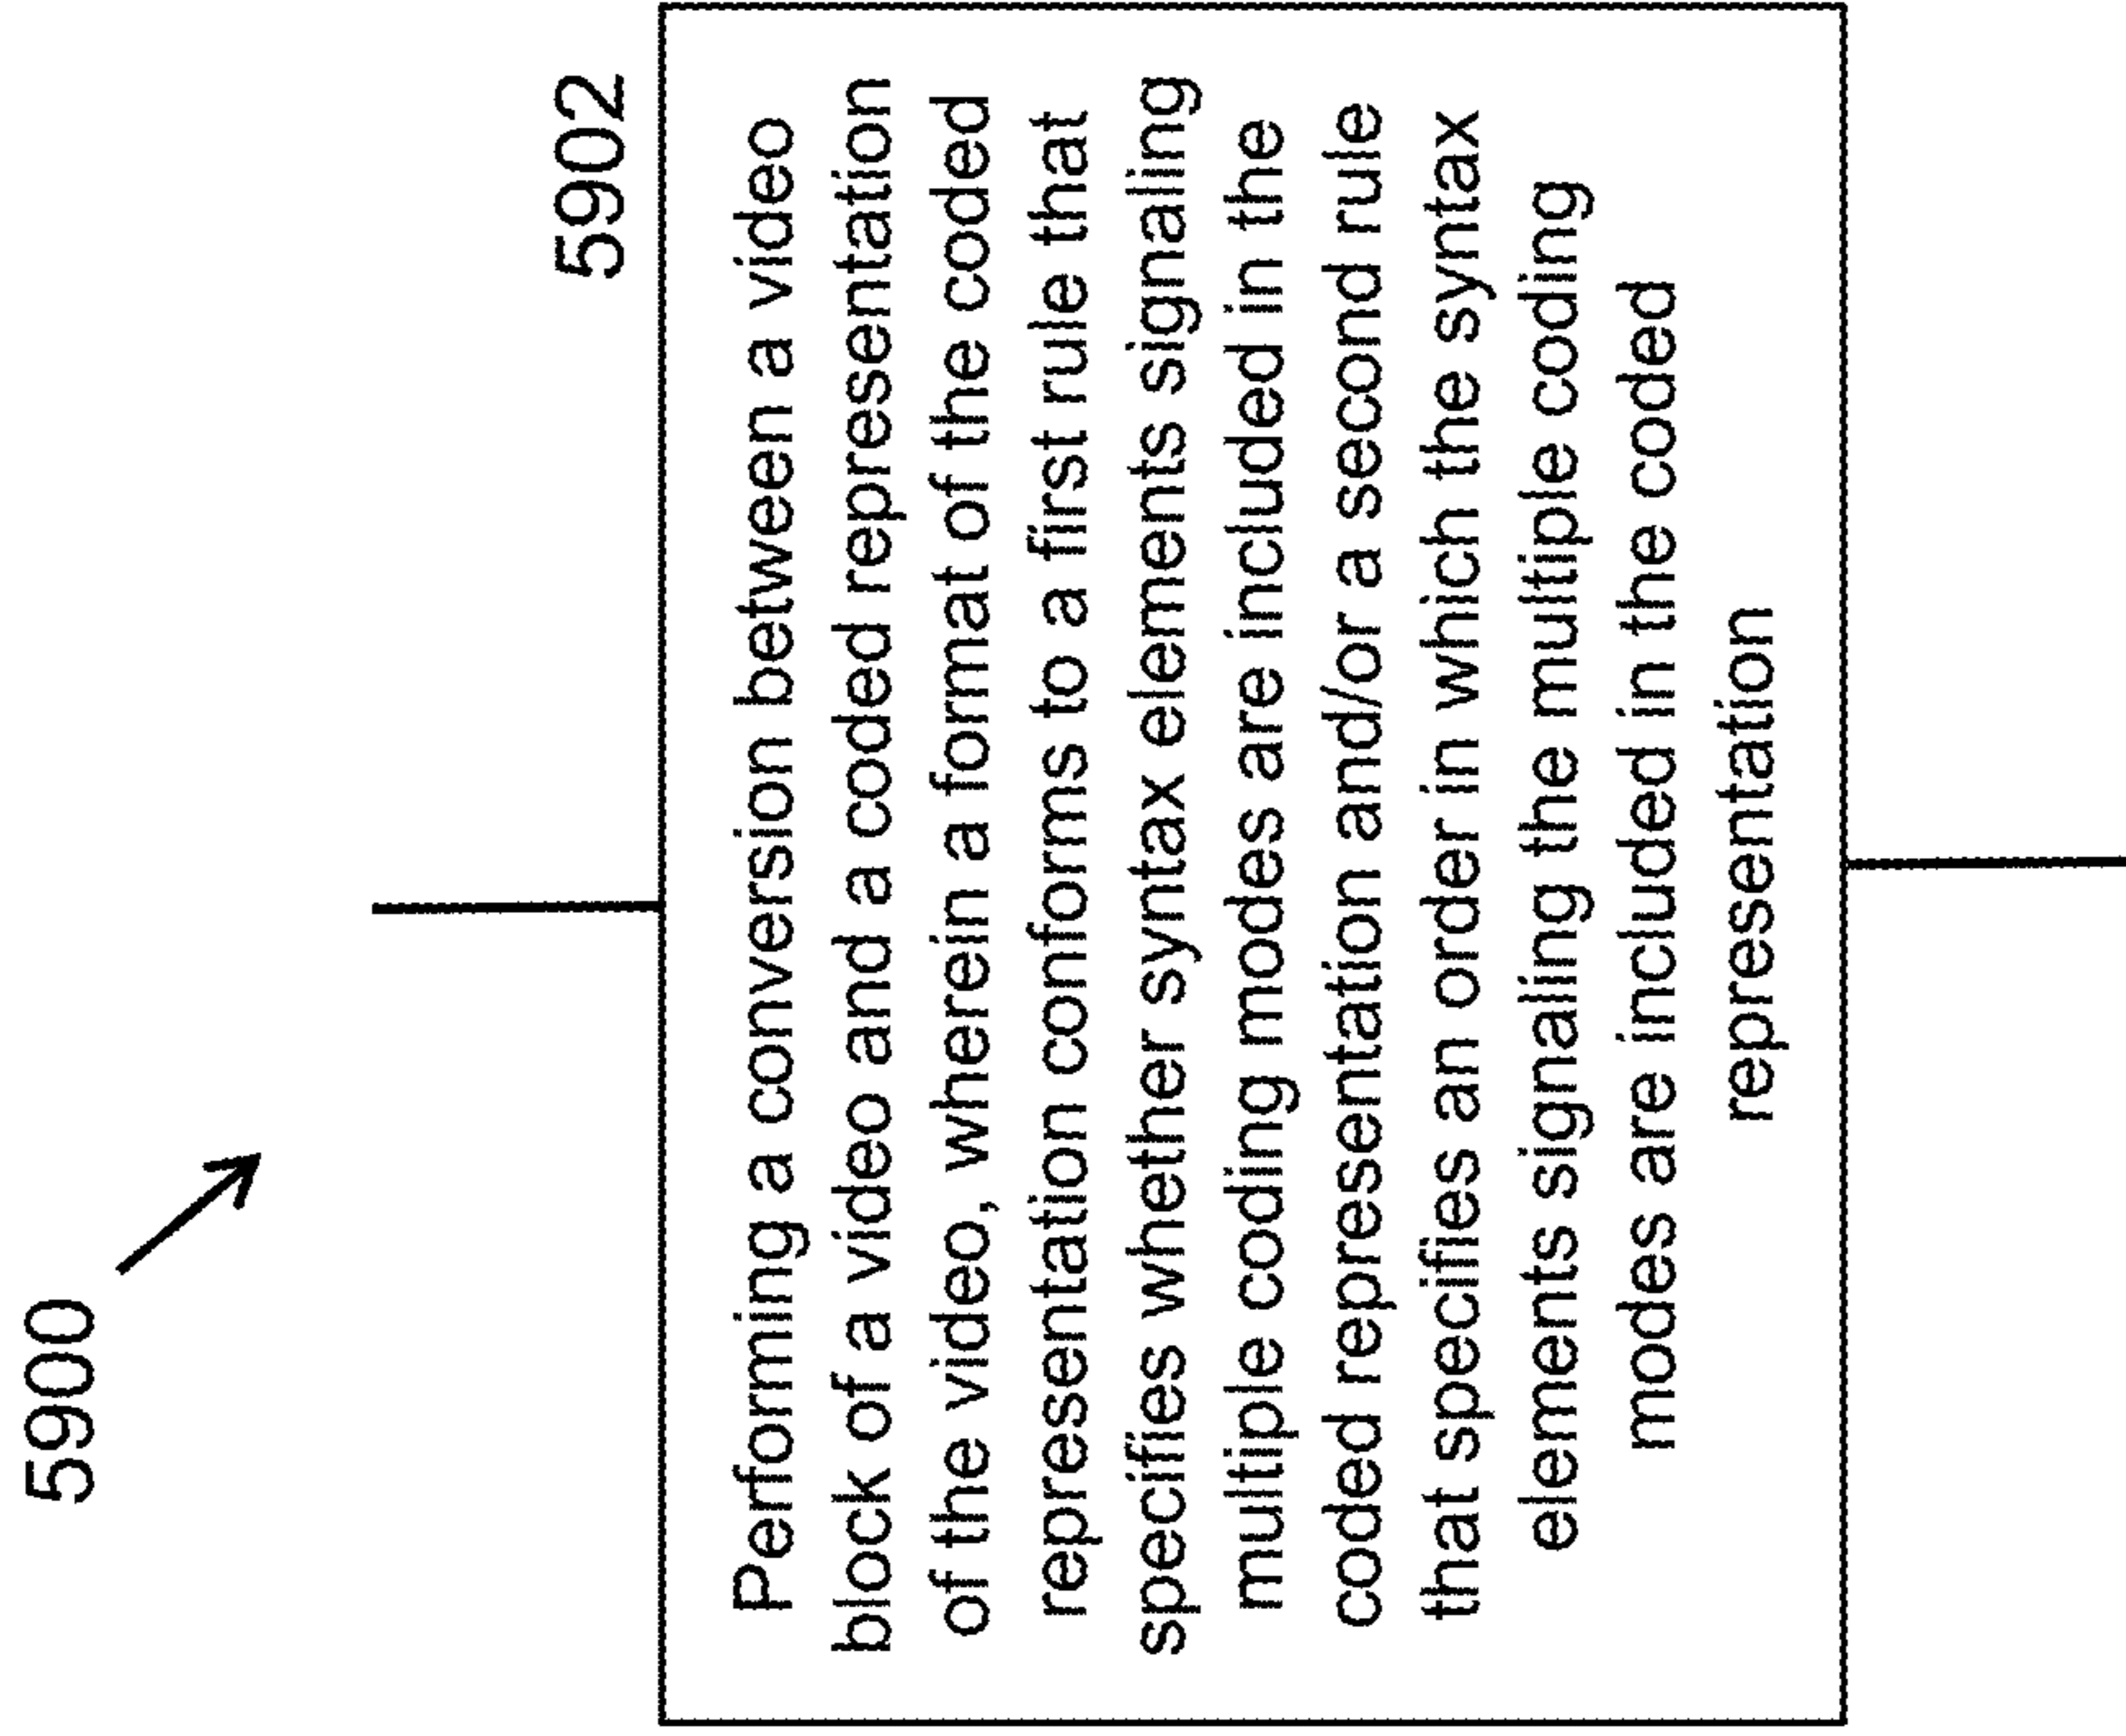 5900
5902
Performing a conversion between a video
block of a video and a coded representation
of the video, wherein a format of the coded
representation conforms to a first rule that
specifies whether syntax elements signaling
multiple coding modes are included in the
coded representation and/or a second rule
that specifies an order in which the syntax
elements signaling the multiple coding
modes are included in the coded
representation